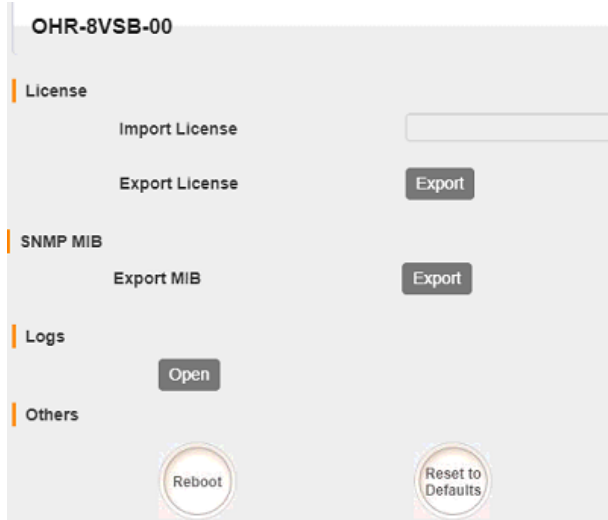 OHR-8VSB-00
License
Import License
Export License Export
SNMP MIB
Export MIB Export
Logs
Open
Others
Reboot
Reset to
Defaults